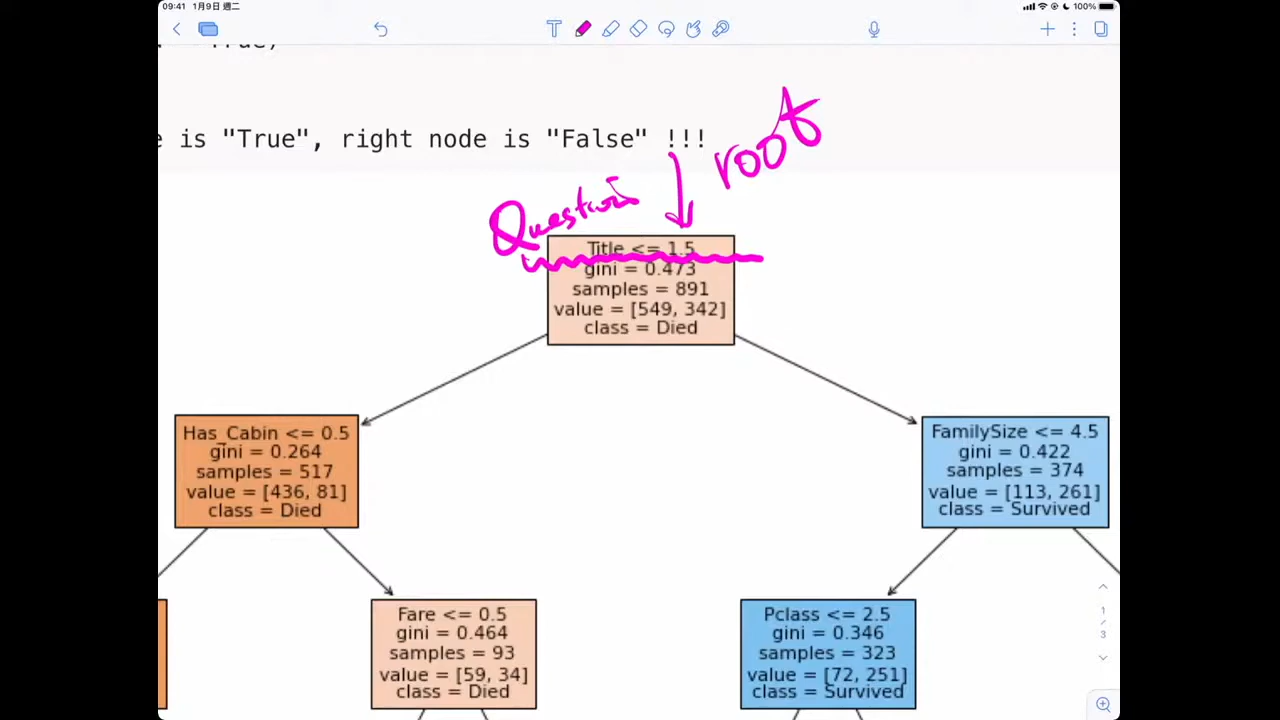 09:41 1月9日 週二
100%
is "True", right node is "False" !!!
root
Question
Title <= 1.5
gini = 0.473
samples = 891
value = [549, 342]
class = Died
Has_Cabin <= 0.5
gini = 0.264
samples = 517
value = [436, 81]
class = Died
FamilySize <= 4.5
gini = 0.422
samples = 374
value = [113, 261]
class = Survived
Fare <= 0.5
gini = 0.464
samples = 93
value = [59, 34]
class = Died
Pclass <= 2.5
gini = 0.346
samples = 323
value = [72, 251]
class = Survived
1
/
3